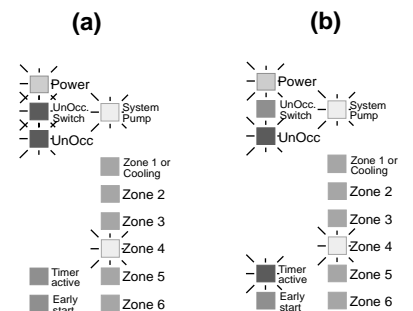 (a)
Power
UnOcc.
Switch
System
Pump
UnOcc
Zone 1 or
Cooling
Zone 2
Zone 3
Zone 4
Timer
active
Zone 5
Early
start
Zone 6
(b)
Power
UnOcc.
Switch
System
Pump
UnOcc
Zone 1 or
Cooling
Zone 2
Zone 3
Zone 4
Timer
active
Zone 5
Early
start
Zone 6